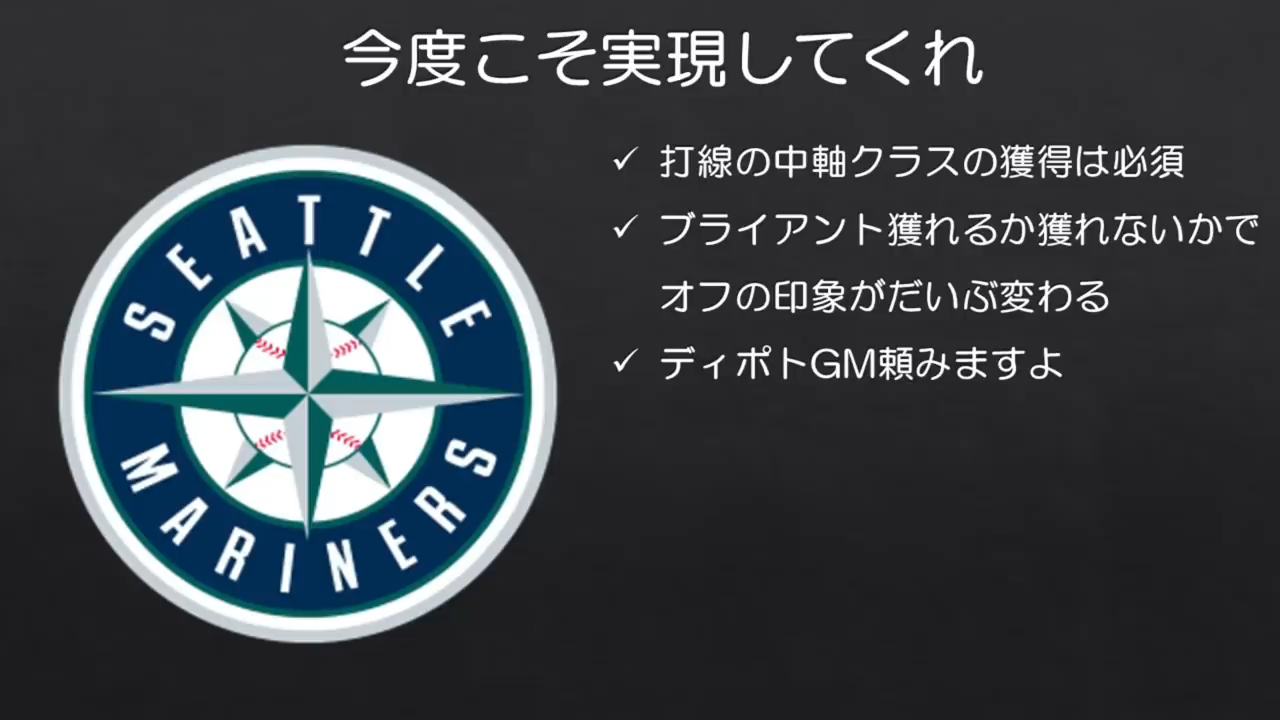 今度こそ実現してくれ
SEATTLE
MARINERS
✓ 打線の中軸クラスの獲得は必須
✓ ブライアント獲れるか獲れないかで
オフの印象がだいぶ変わる
✓ ディポトGM頼みますよ